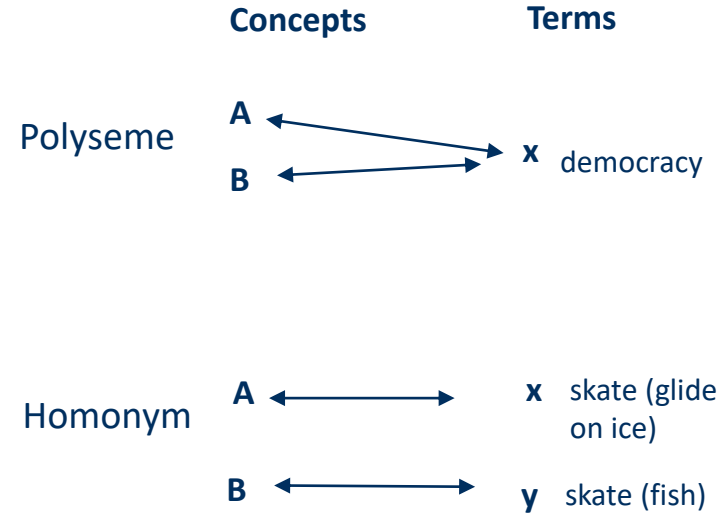 Concepts Terms
A
Polyseme
x democracy
B
A x skate (glide
Homonym
on ice)
B y skate (fish)